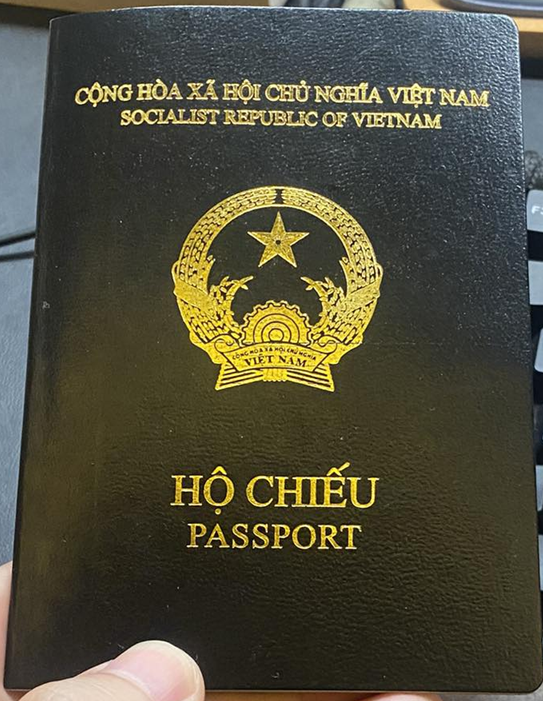 CỘNG HÒA XÃ HỘI CHỦ NGHĨA VIỆT NAM
SOCIALIST REPUBLIC OF VIETNAM
CỘNG HÒA XÃ HỘI CHỦ NGHĨA
VIỆT NAM
HỘ CHIẾU
PASSPORT